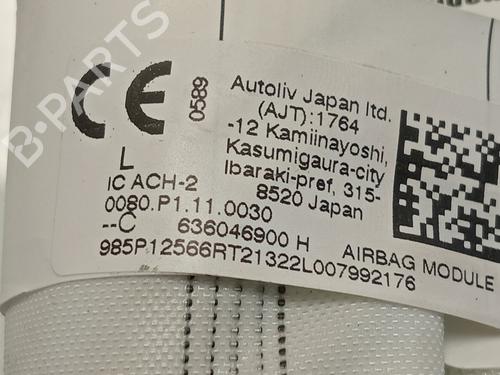 B-PARTS
CE
0589
Autoliv Japan ltd.
(AJT):1764
-12 Kamiinayoshi,
Kasumigaura-city
Ibaraki-pref, 315-
8520 Japan
L
IC ACH-2
0080.P1.11.0030
--C 636046900 H
AIRBAG MODULE
985P12566RT21322L007992176